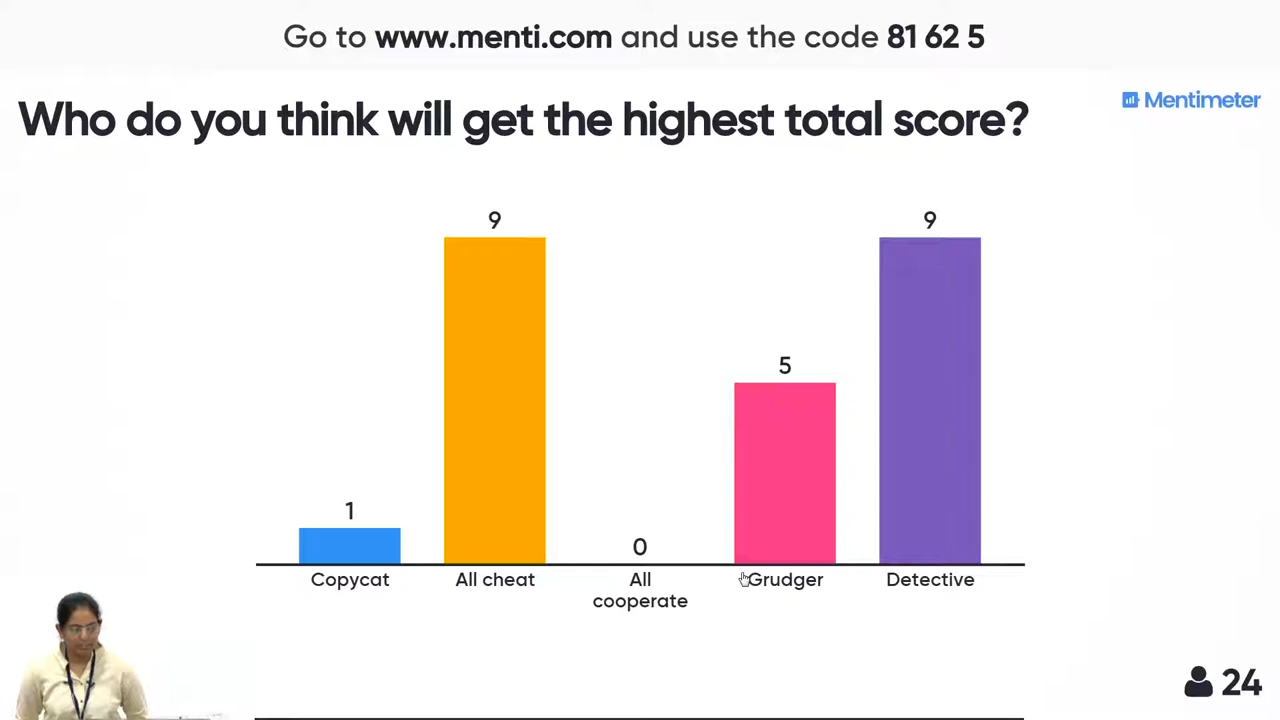 Go to www.menti.com and use the code 81 62 5
Who do you think will get the highest total score?
Mentimeter
9
9
5
1
0
Copycat
All cheat
All
cooperate
Grudger
Detective
24